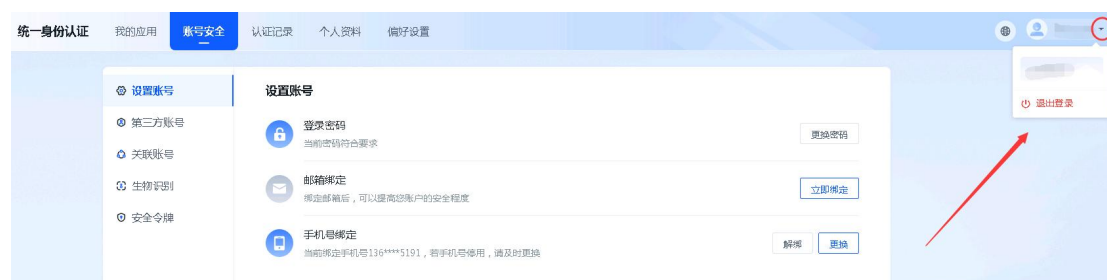 统一身份认证 我的应用 账号安全 认证记录 个人资料 偏好设置
设置账号
第三方账号
关联账号
生物识别
安全令牌
设置账号
登录密码
当前密码符合要求
更换密码
邮箱绑定
绑定邮箱后，可以提高您账户的安全程度
立即绑定
手机号绑定
当前绑定手机号136****5191，若手机号停用，请及时更换
解绑 更换
退出登录